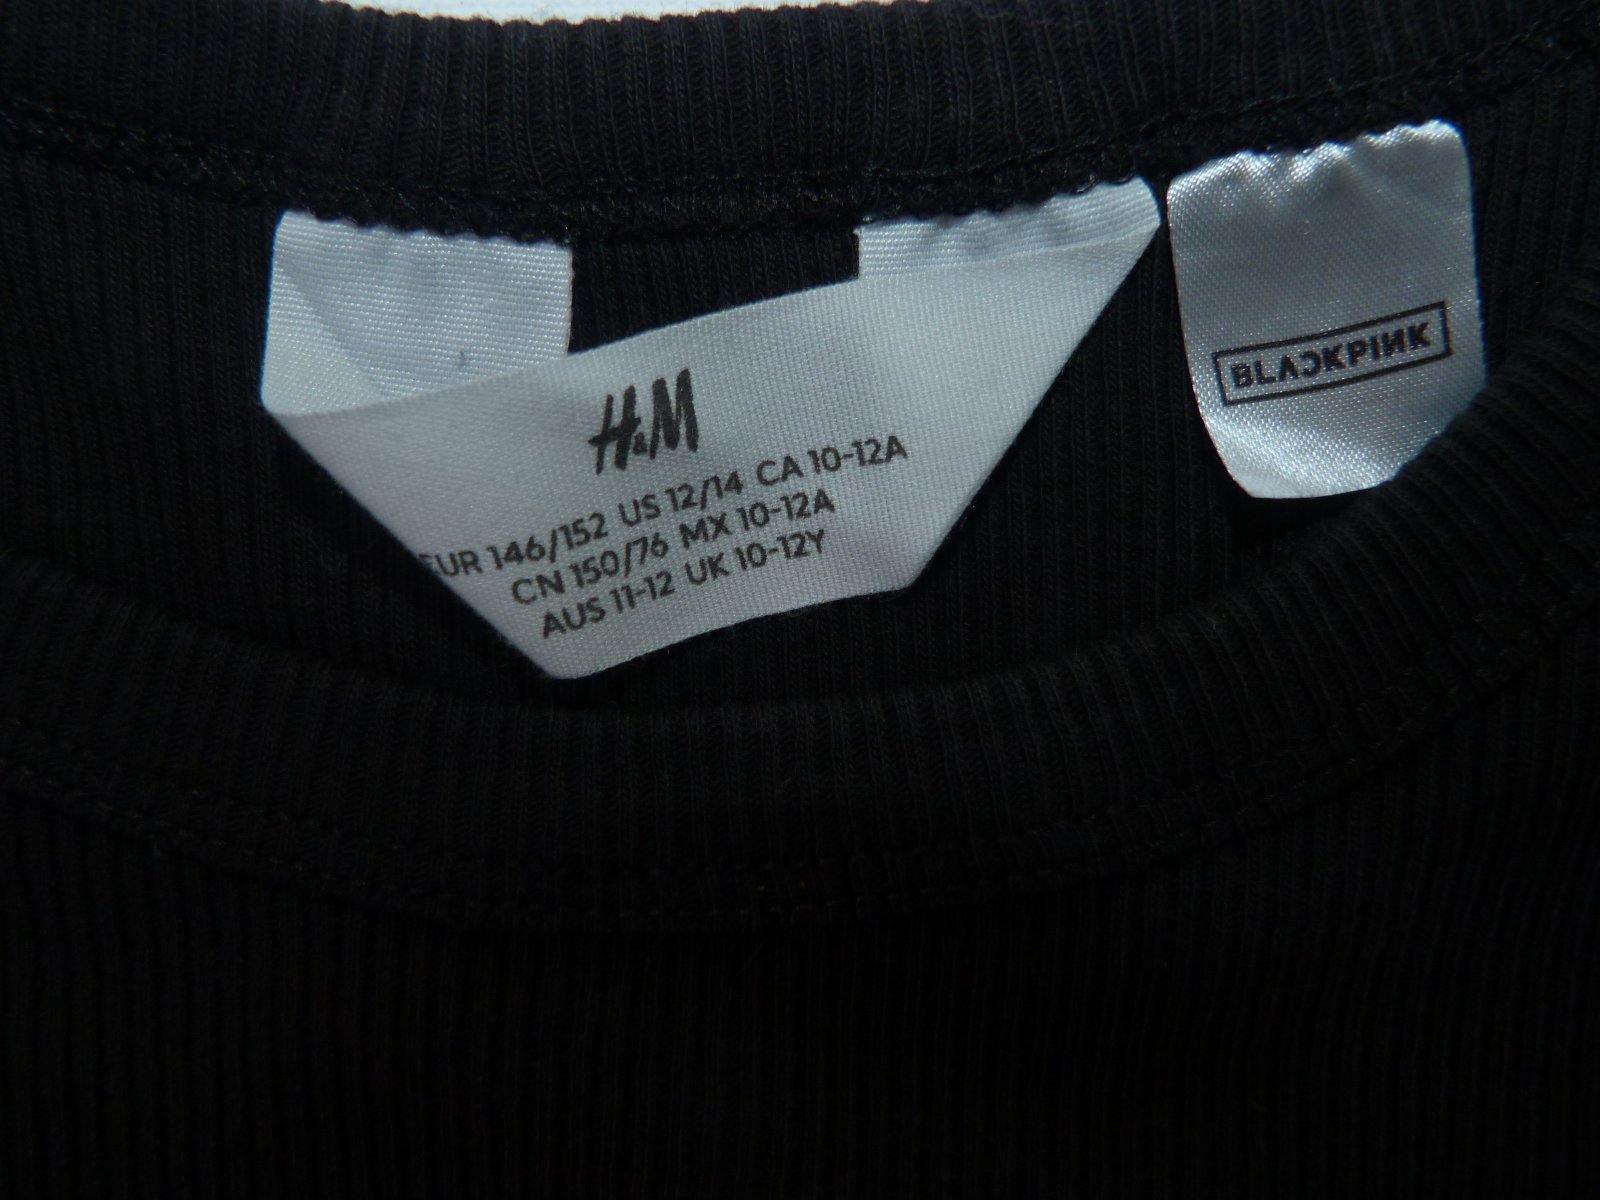 H&M
EUR 146/152 US 12/14 CA 10-12A
CN 150/76 MX 10-12A
AUS 11-12 UK 10-12Y
BLACKPINK